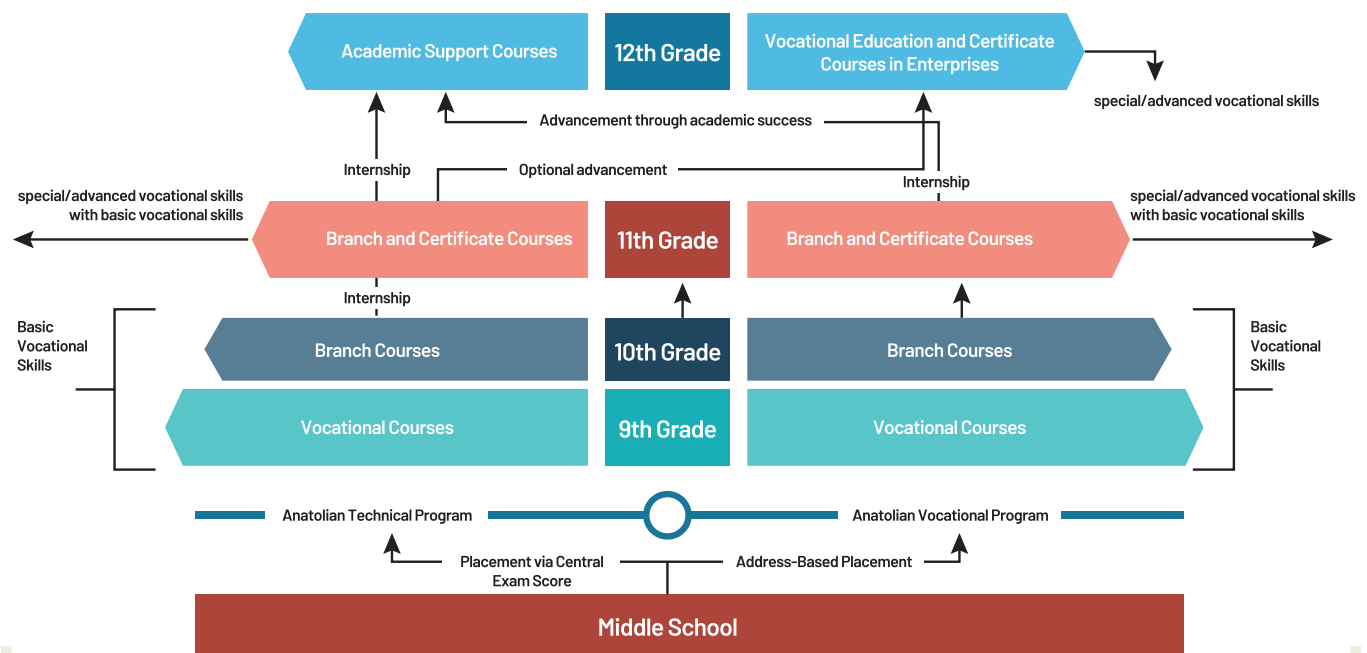 Academic Support Courses
12th Grade
Vocational Education and Certificate
Courses in Enterprises
special/advanced vocational skills
Advancement through academic success
Internship
Optional advancement
Internship
special/advanced vocational skills
with basic vocational skills
special/advanced vocational skills
with basic vocational skills
Branch and Certificate Courses
11th Grade
Branch and Certificate Courses
Internship
Basic
Vocational
Skills
Branch Courses
10th Grade
Branch Courses
Basic
Vocational
Skills
Vocational Courses
9th Grade
Vocational Courses
Anatolian Technical Program
Anatolian Vocational Program
Placement via Central
Exam Score
Address-Based Placement
Middle School